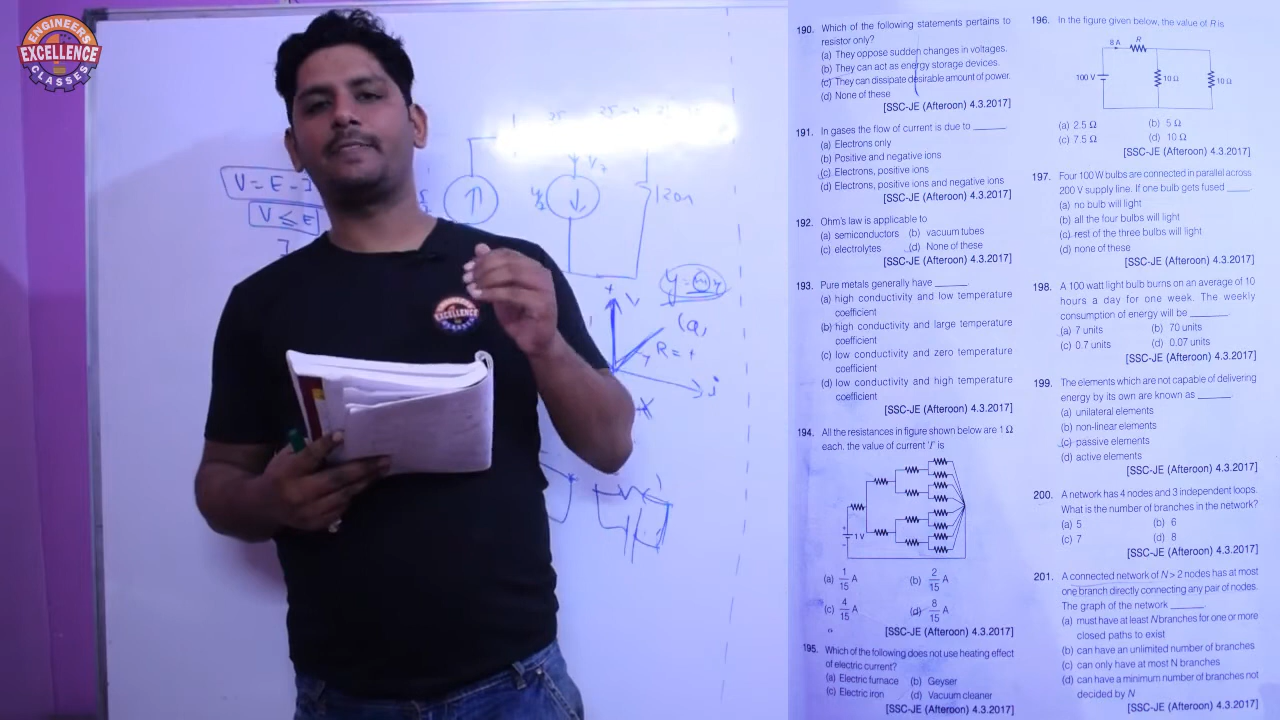 ENGINEERS
EXCELLENCE
CLASSES
V = E -
V ≤ E
V
120Ω
V
R =
i
EXCELLENCE
CLASSES
190. Which of the following statements pertains to
resistor only?
(a) They oppose sudden changes in voltages.
(b) They can act as energy storage devices.
(c) They can dissipate desirable amount of power.
(d) None of these
[SSC-JE (Afteroon) 4.3.2017]
191. In gases the flow of current is due to ______
(a) Electrons only
(b) Positive and negative ions
(c) Electrons, positive ions
(d) Electrons, positive ions and negative ions
[SSC-JE (Afteroon) 4.3.2017]
192. Ohm's law is applicable to
(a) semiconductors (b) vacuum tubes
(c) electrolytes (d) None of these
[SSC-JE (Afteroon) 4.3.2017]
193. Pure metals generally have ______
(a) high conductivity and low temperature
coefficient
(b) high conductivity and large temperature
coefficient
(c) low conductivity and zero temperature
coefficient
(d) low conductivity and high temperature
coefficient
[SSC-JE (Afteroon) 4.3.2017]
194. All the resistances in figure shown below are 1 Ω
each. the value of current 'I' is
+
1 V
(a) 1/15 A (b) 2/15 A
(c) 4/15 A (d) 8/15 A
[SSC-JE (Afteroon) 4.3.2017]
195. Which of the following does not use heating effect
of electric current?
(a) Electric furnace (b) Geyser
(c) Electric iron (d) Vacuum cleaner
[SSC-JE (Afteroon) 4.3.2017]
196. In the figure given below, the value of R is
8 A R
100 V 10 Ω 10 Ω
(a) 2.5 Ω (b) 5 Ω
(c) 7.5 Ω (d) 10 Ω
[SSC-JE (Afteroon) 4.3.2017]
197. Four 100 W bulbs are connected in parallel across
200 V supply line. If one bulb gets fused ____
(a) no bulb will light
(b) all the four bulbs will light
(c) rest of the three bulbs will light
(d) none of these
[SSC-JE (Afteroon) 4.3.2017]
198. A 100 watt light bulb burns on an average of 10
hours a day for one week. The weekly
consumption of energy will be ______
(a) 7 units (b) 70 units
(c) 0.7 units (d) 0.07 units
[SSC-JE (Afteroon) 4.3.2017]
199. The elements which are not capable of delivering
energy by its own are known as ______
(a) unilateral elements
(b) non-linear elements
(c) passive elements
(d) active elements
[SSC-JE (Afteroon) 4.3.2017]
200. A network has 4 nodes and 3 independent loops.
What is the number of branches in the network?
(a) 5 (b) 6
(c) 7 (d) 8
[SSC-JE (Afteroon) 4.3.2017]
201. A connected network of N > 2 nodes has at most
one branch directly connecting any pair of nodes.
The graph of the network ______
(a) must have at least N branches for one or more
closed paths to exist
(b) can have an unlimited number of branches
(c) can only have at most N branches
(d) can have a minimum number of branches not
decided by N
[SSC-JE (Afteroon) 4.3.2017]